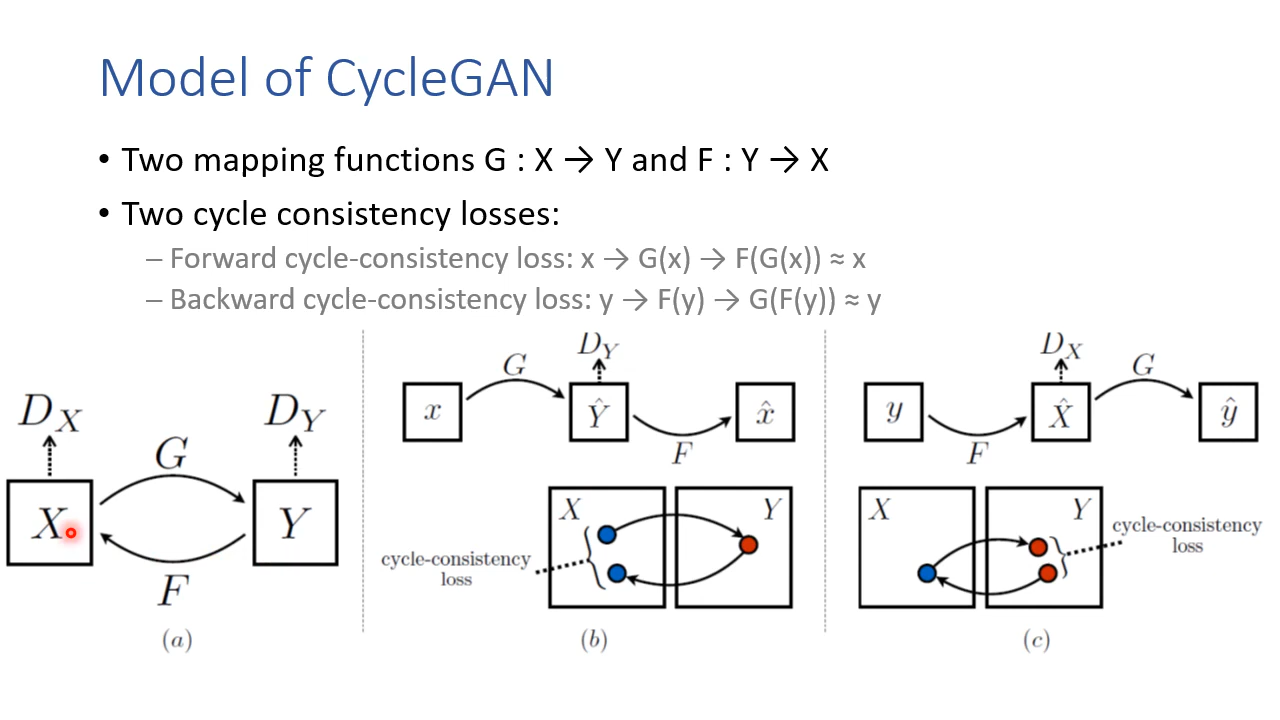 Model of CycleGAN
• Two mapping functions G : X → Y and F : Y → X
• Two cycle consistency losses:
– Forward cycle-consistency loss: x → G(x) → F(G(x)) ≈ x
– Backward cycle-consistency loss: y → F(y) → G(F(y)) ≈ y
D_X
D_Y
G
X
Y
F
(a)
D_Y
G
x
Ŷ
x̂
F
X
Y
cycle-consistency
loss
(b)
D_X
G
y
X̂
ŷ
F
X
Y
cycle-consistency
loss
(c)